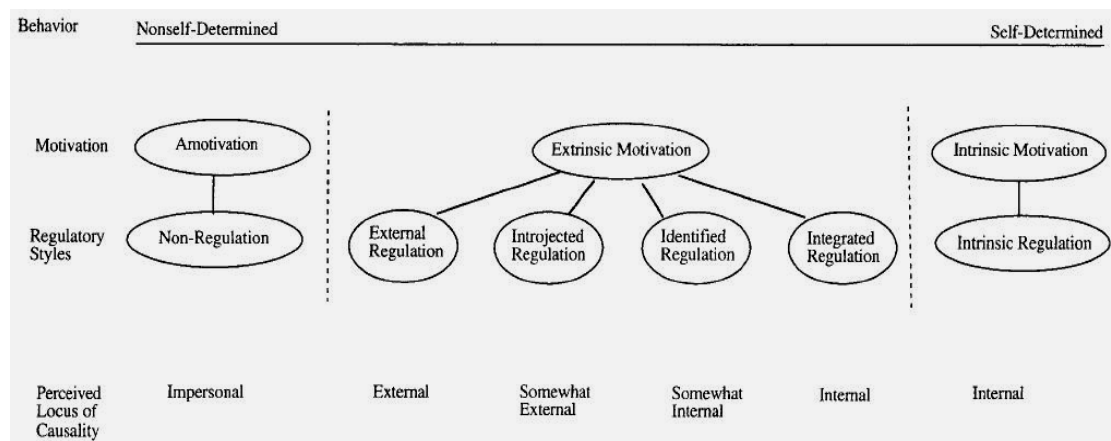 Behavior
Nonself-Determined
Self-Determined
Motivation
Amotivation
Extrinsic Motivation
Intrinsic Motivation
Regulatory
Styles
Non-Regulation
External
Regulation
Introjected
Regulation
Identified
Regulation
Integrated
Regulation
Intrinsic Regulation
Perceived
Locus of
Causality
Impersonal
External
Somewhat
External
Somewhat
Internal
Internal
Internal